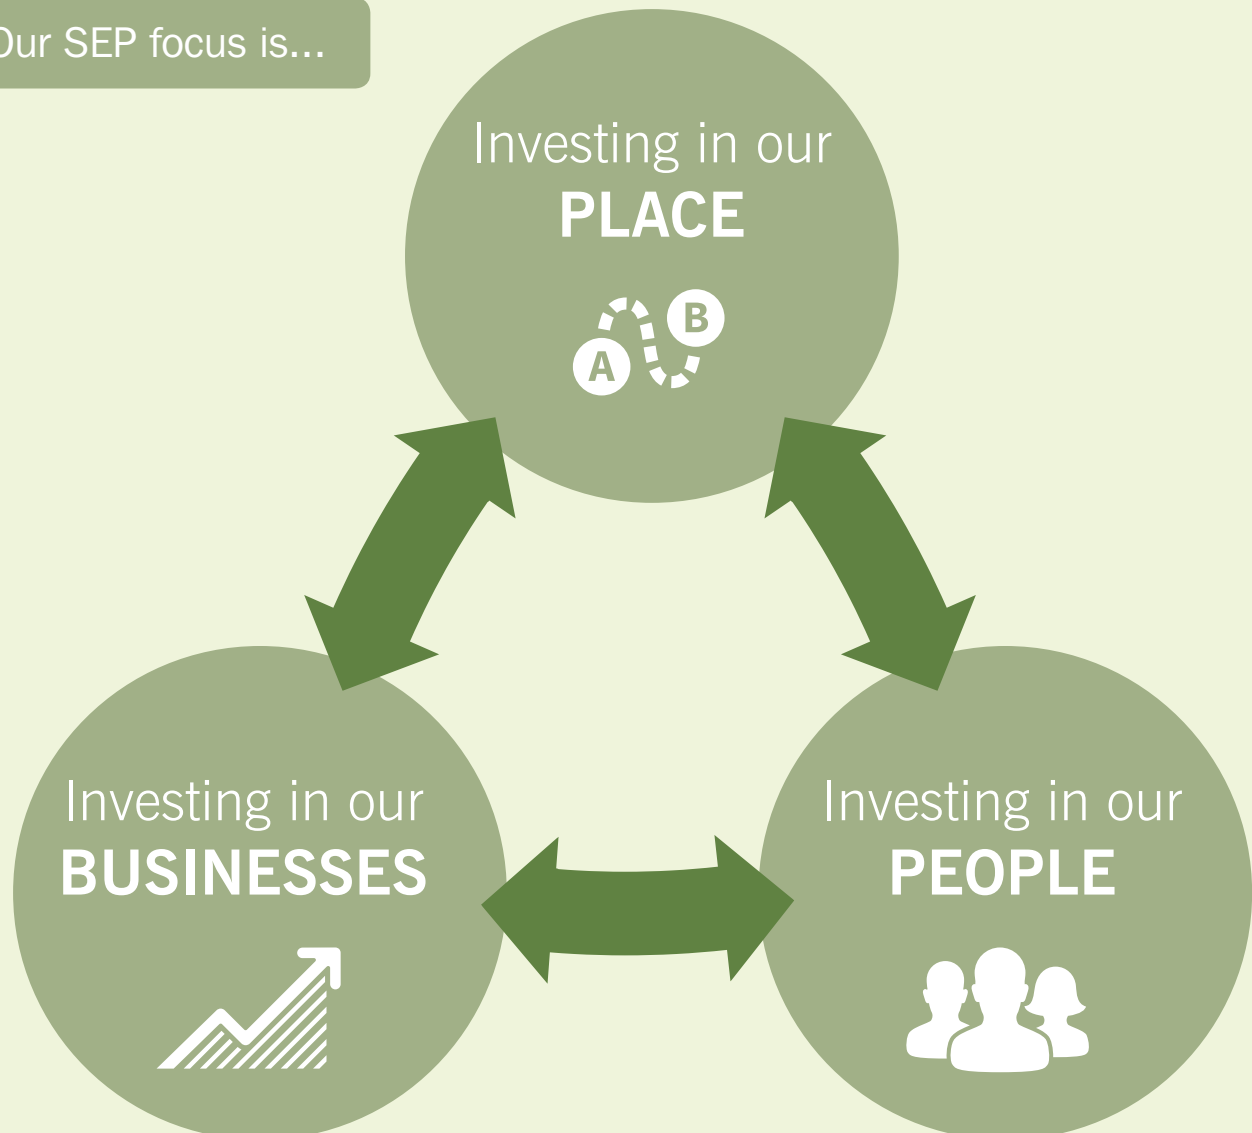 Our SEP focus is...
Investing in our
PLACE
A
B
Investing in our
BUSINESSES
Investing in our
PEOPLE